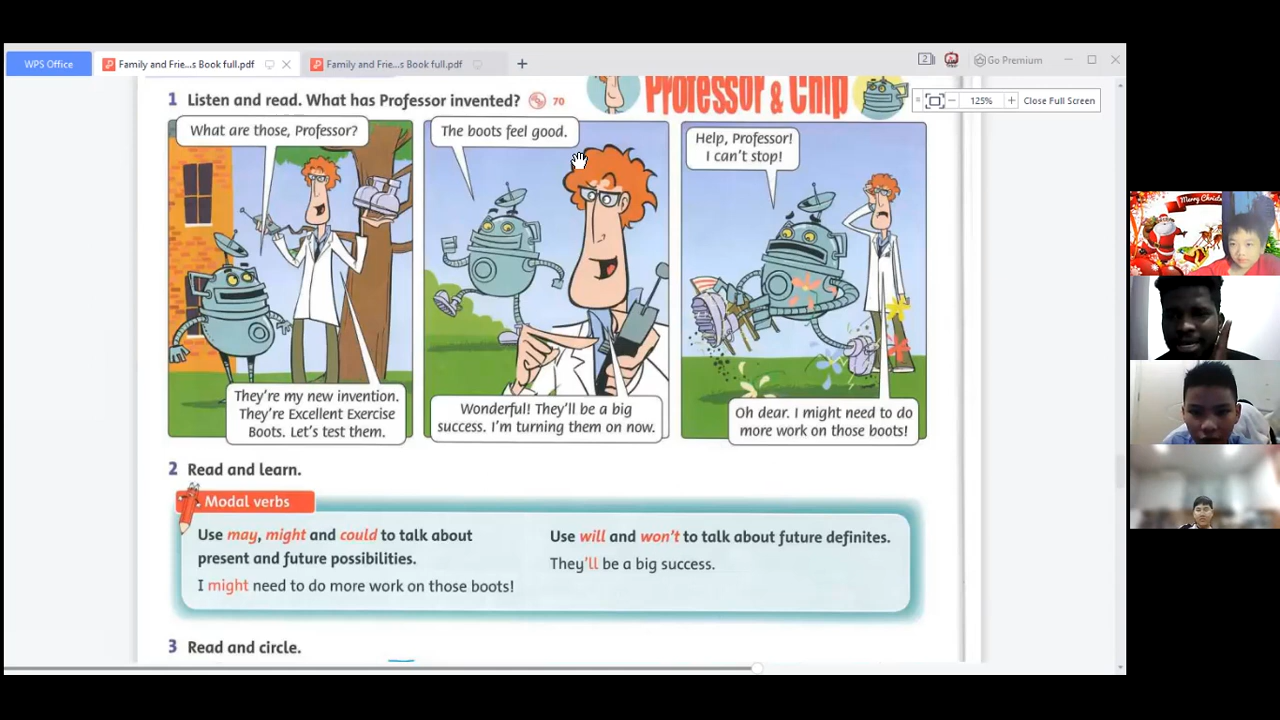 WPS Office
Family and Frie...s Book full.pdf
Family and Frie...s Book full.pdf
2
Go Premium
125%
Close Full Screen
1 Listen and read. What has Professor invented? 70
Professor & Chip
What are those, Professor?
They're my new invention.
They're Excellent Exercise
Boots. Let's test them.
The boots feel good.
Wonderful! They'll be a big
success. I'm turning them on now.
Help, Professor!
I can't stop!
Oh dear. I might need to do
more work on those boots!
2 Read and learn.
Modal verbs
Use may, might and could to talk about
present and future possibilities.
I might need to do more work on those boots!
Use will and won't to talk about future definites.
They'll be a big success.
3 Read and circle.
Merry Christmas